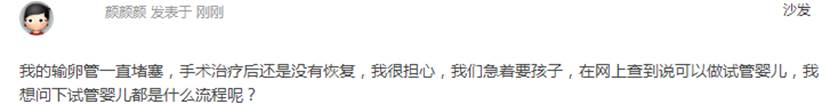 颜颜颜 发表于 刚刚
沙发
我的输卵管一直堵塞，手术治疗后还是没有恢复，我很担心，我们急着要孩子，在网上查到说可以做试管婴儿，我
想问下试管婴儿都是什么流程呢？